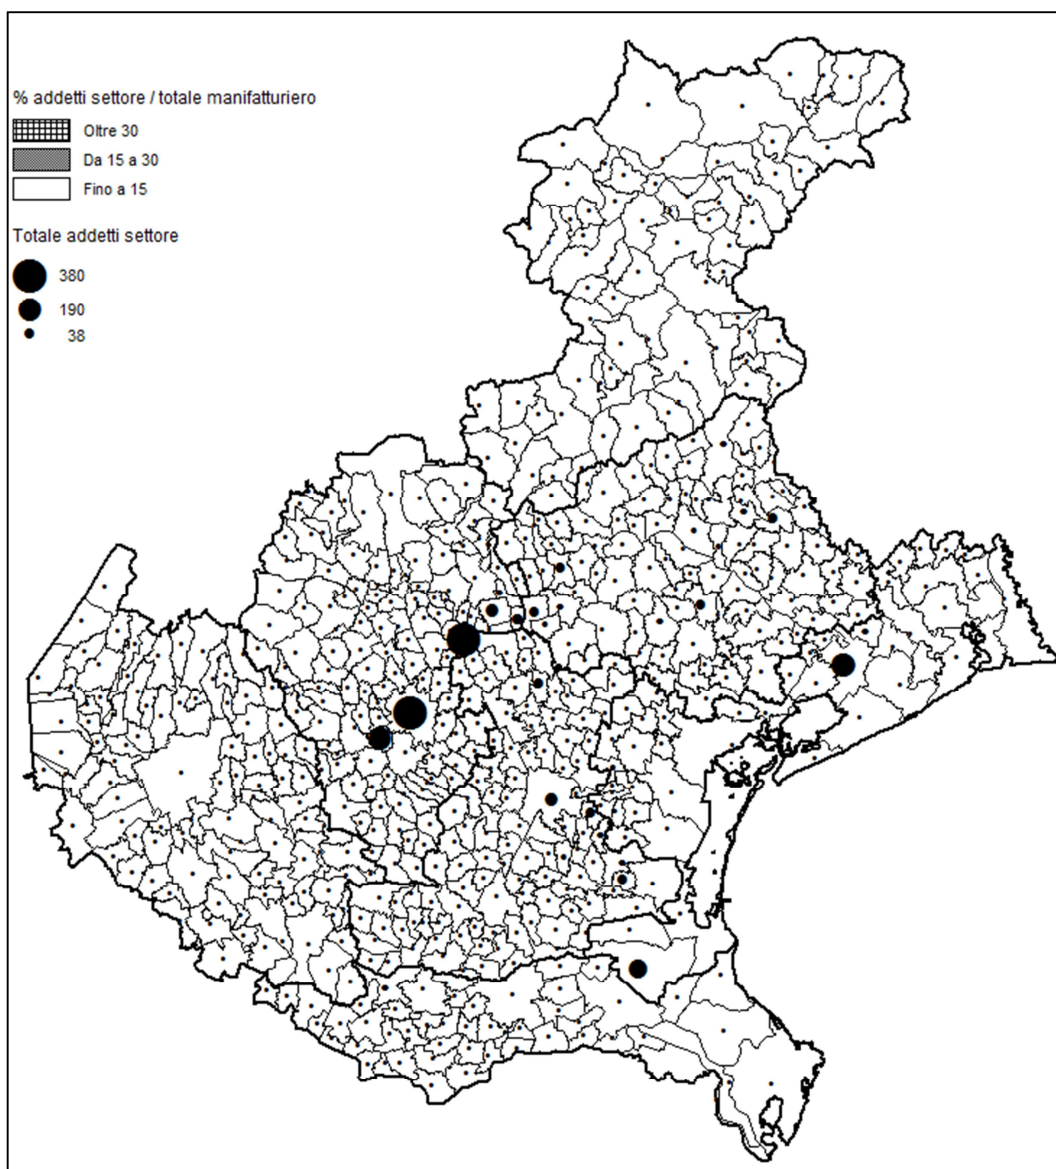 % addetti settore / totale manifatturiero
Oltre 30
Da 15 a 30
Fino a 15
Totale addetti settore
380
190
38